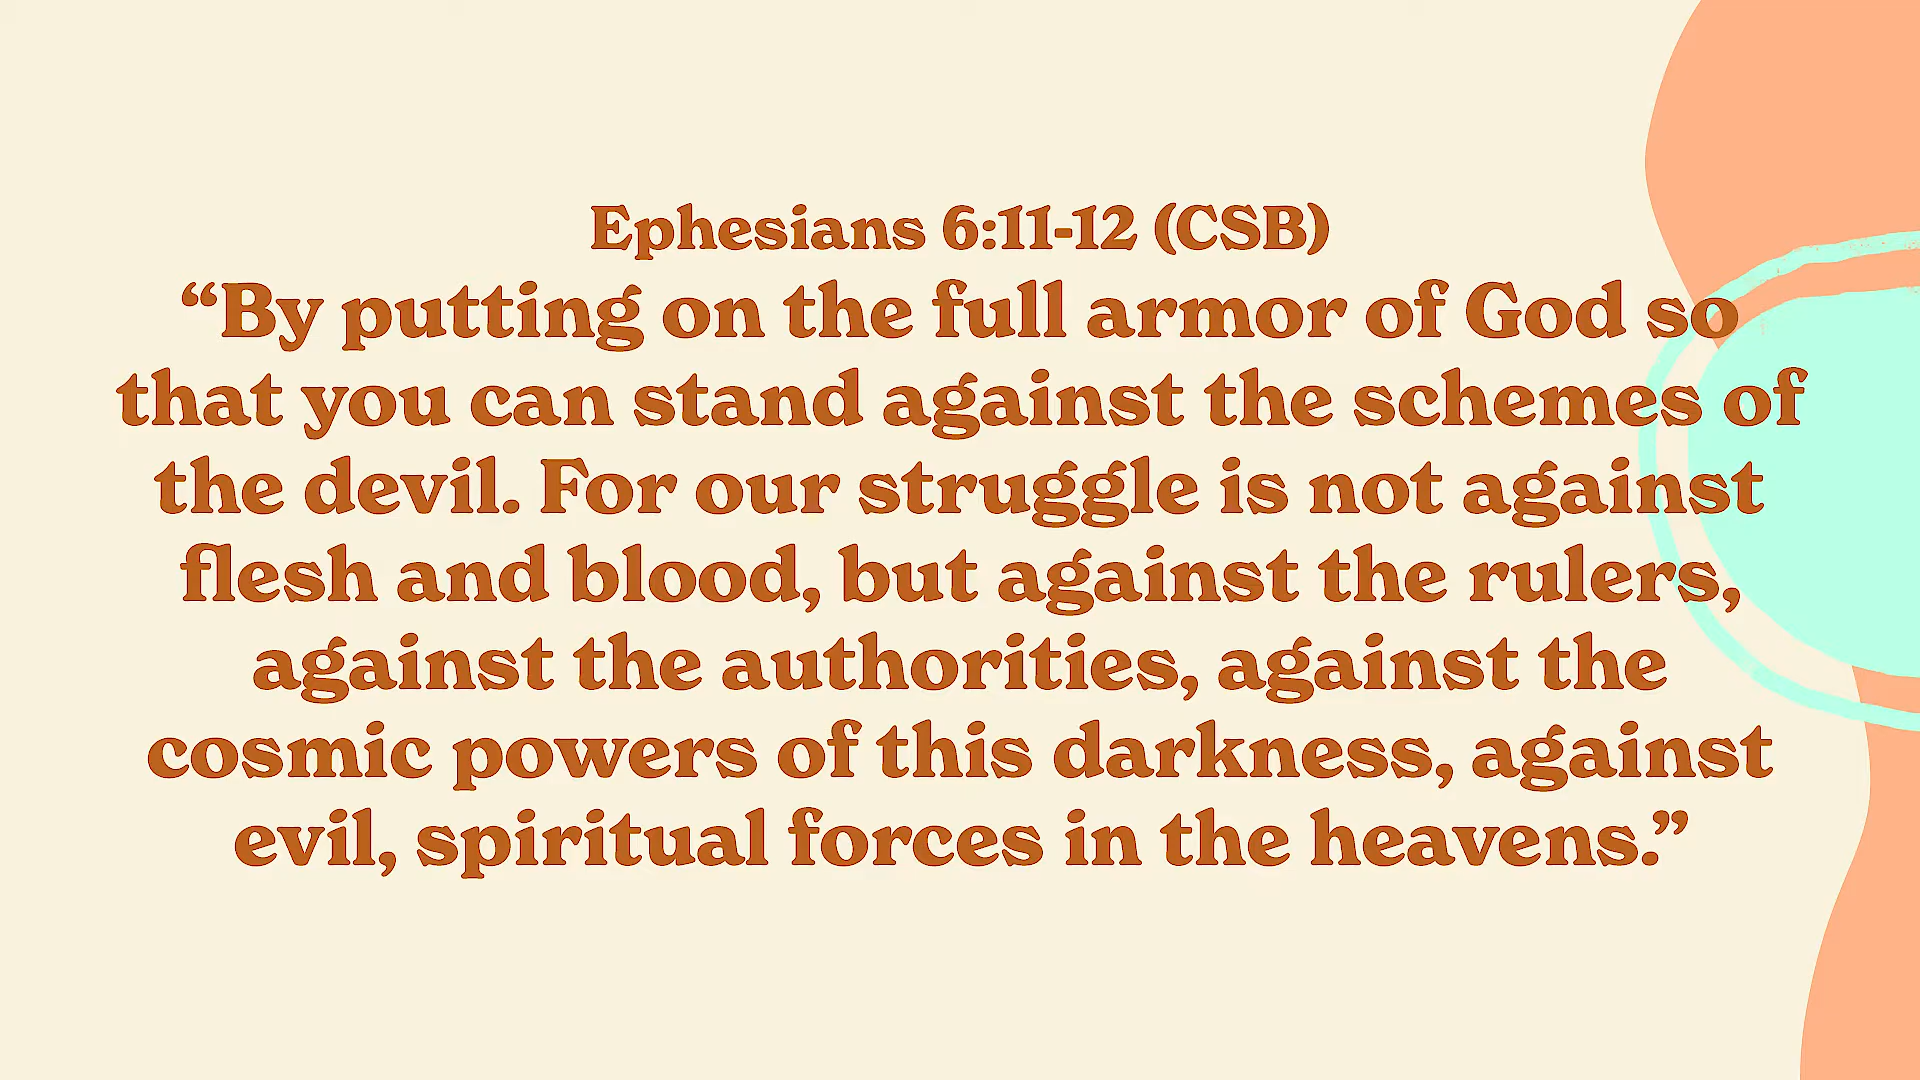 Ephesians 6:11-12 (CSB)
“By putting on the full armor of God so
that you can stand against the schemes of
the devil. For our struggle is not against
flesh and blood, but against the rulers,
against the authorities, against the
cosmic powers of this darkness, against
evil, spiritual forces in the heavens.”